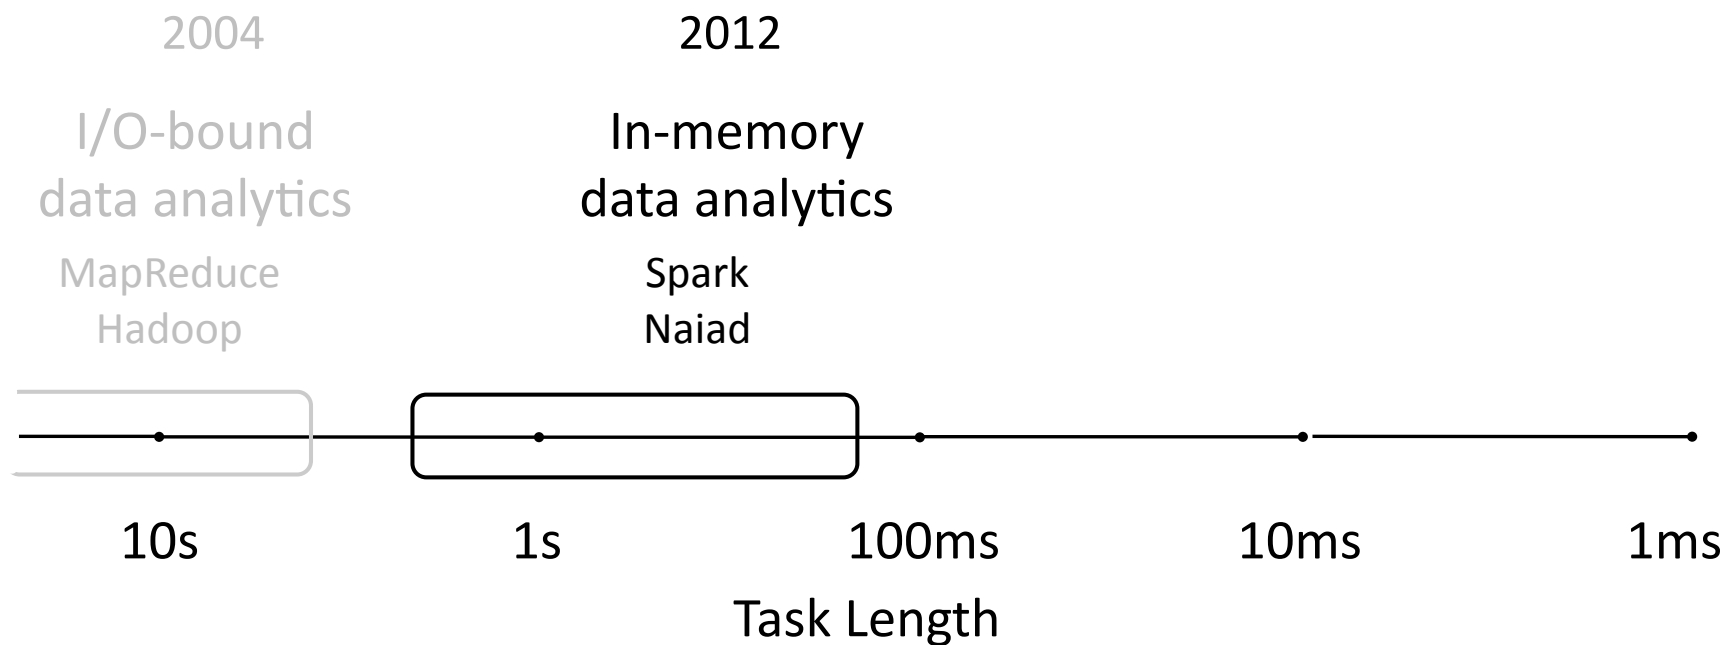 2004
I/O-bound
data analytics
MapReduce
Hadoop
2012
In-memory
data analytics
Spark
Naiad
10s
1s
100ms
10ms
1ms
Task Length